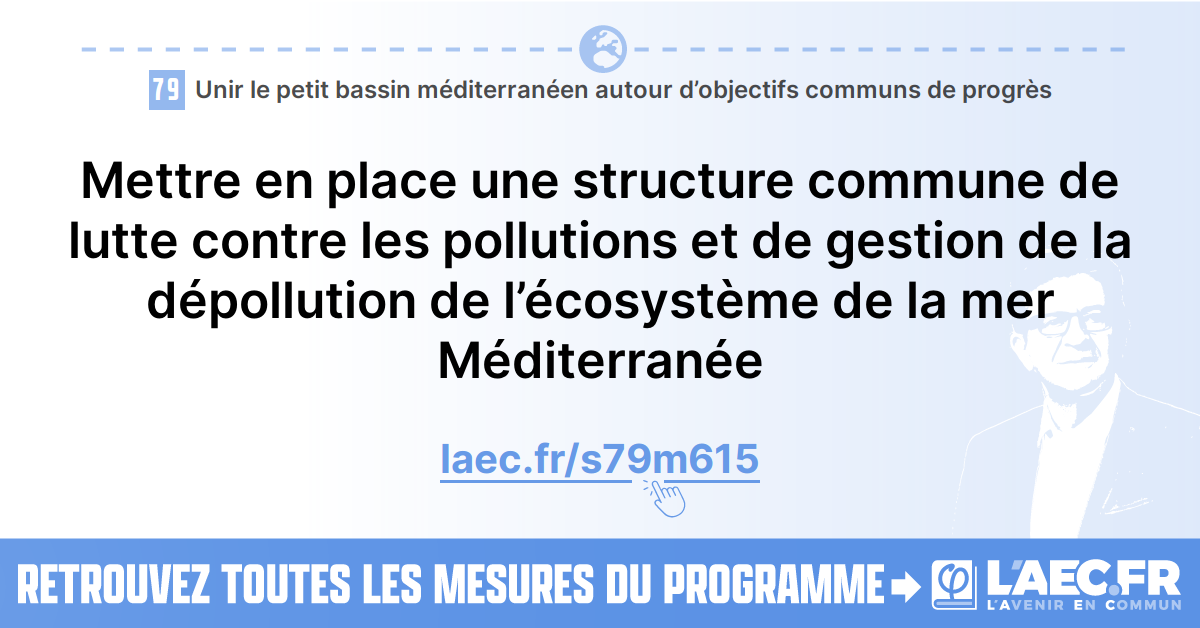 79 Unir le petit bassin méditerranéen autour d’objectifs communs de progrès
Mettre en place une structure commune de
lutte contre les pollutions et de gestion de la
dépollution de l’écosystème de la mer
Méditerranée
laec.fr/s79m615
RETROUVEZ TOUTES LES MESURES DU PROGRAMME
L'AEC.FR
L'AVENIR EN COMMUN